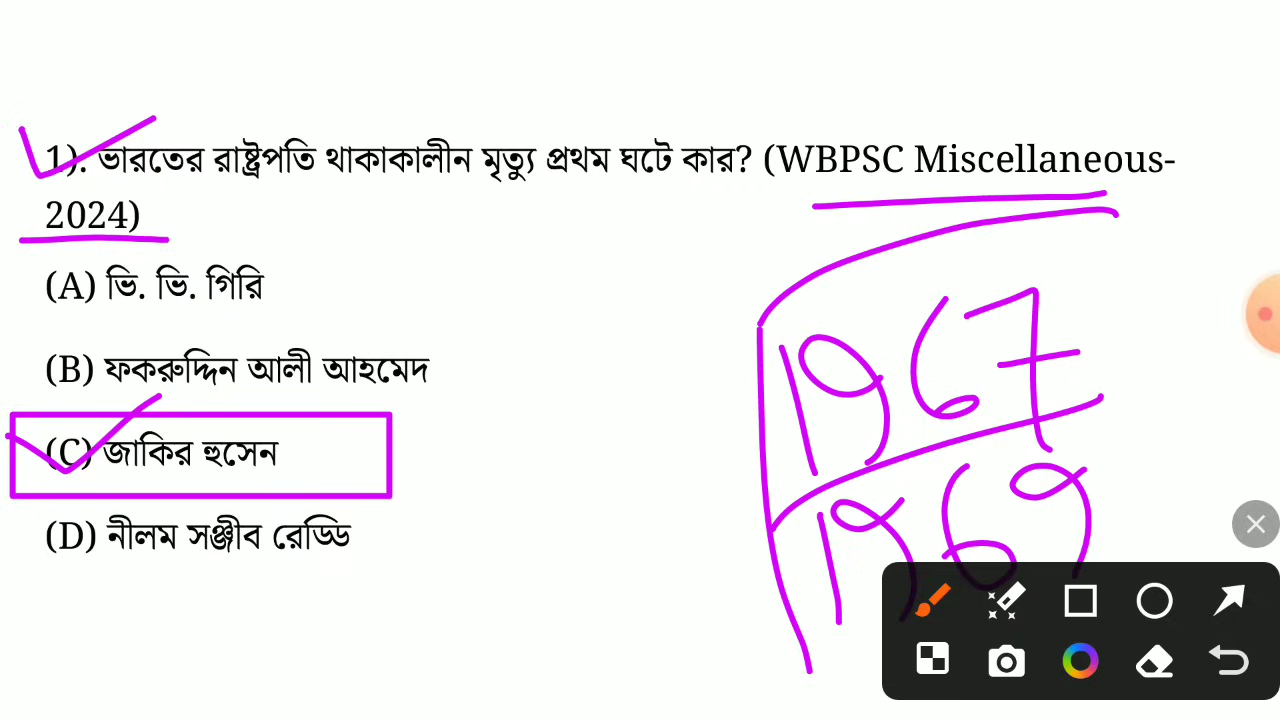 1). ভারতের রাষ্ট্রপতি থাকাকালীন মৃত্যু প্রথম ঘটে কার? (WBPSC Miscellaneous-
2024)
(A) ভি. ভি. গিরি
(B) ফকরুদ্দিন আলী আহমেদ
(C) জাকির হুসেন
(D) নীলম সঞ্জীব রেড্ডি
1967
1969